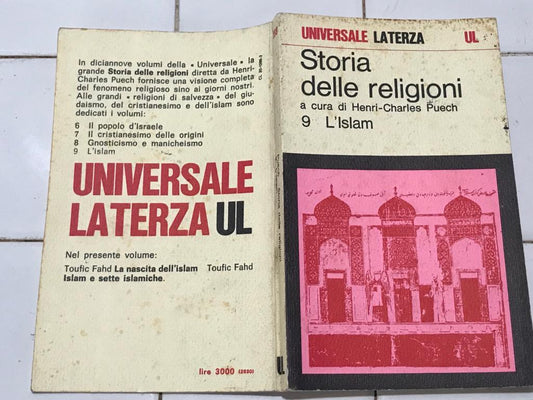 In diciannove volumi della « Universale » la
grande Storia delle religioni diretta da Henri-
Charles Puech fornisce una visione completa
del fenomeno religioso sino ai giorni nostri.
Alle grandi « religioni di salvezza » del giu-
daismo, del cristianesimo e dell'islam sono
dedicati i volumi:
6 Il popolo d'Israele
7 Il cristianesimo delle origini
8 Gnosticismo e manicheismo
9 L'islam
UNIVERSALE
LATERZA UL
Nel presente volume:
Toufic Fahd La nascita dell'islam Toufic Fahd
Islam e sette islamiche.
lire 3000 (2830)
UNIVERSALE LATERZA UL
Storia
delle religioni
a cura di Henri-Charles Puech
9 L'Islam